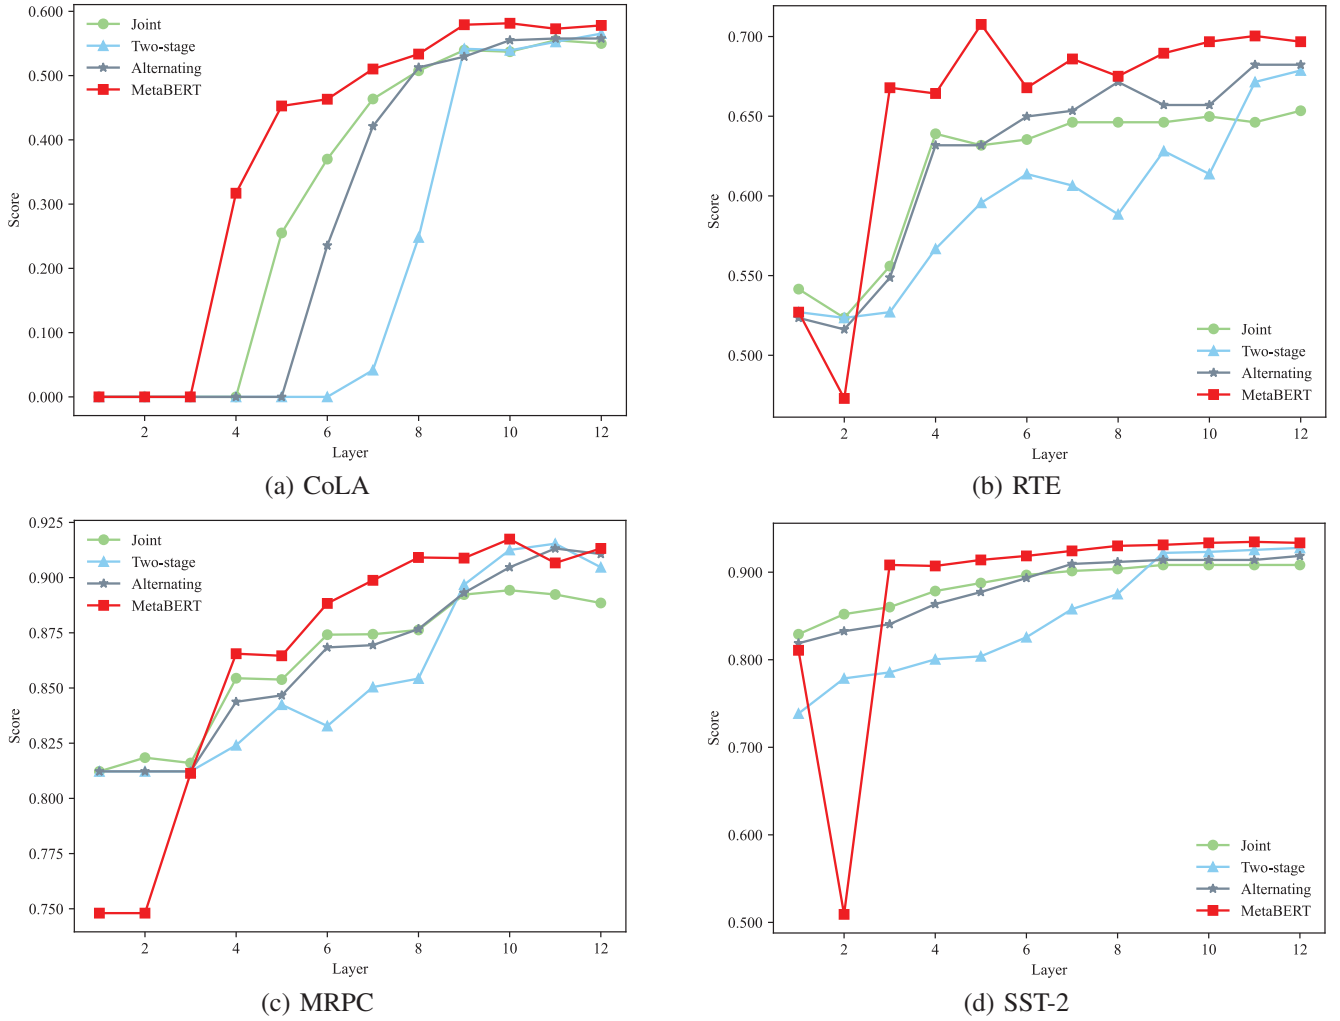 0.600
0.500
0.400
0.300
0.200
0.100
0.000
Score
Joint
Two-stage
Alternating
MetaBERT
2 4 6 8 10 12
Layer
(a) CoLA
0.700
0.650
0.600
0.550
0.500
Score
Joint
Two-stage
Alternating
MetaBERT
2 4 6 8 10 12
Layer
(b) RTE
0.925
0.900
0.875
0.850
0.825
0.800
0.775
0.750
Score
Joint
Two-stage
Alternating
MetaBERT
2 4 6 8 10 12
Layer
(c) MRPC
0.900
0.800
0.700
0.600
0.500
Score
Joint
Two-stage
Alternating
MetaBERT
2 4 6 8 10 12
Layer
(d) SST-2